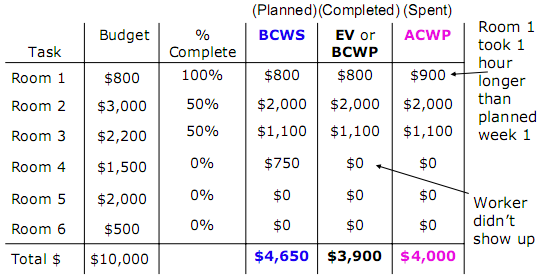 (Planned) (Completed) (Spent)
Task Budget % Complete BCWS EV or BCWP ACWP
Room 1 $800 100% $800 $800 $900
Room 2 $3,000 50% $2,000 $2,000 $2,000
Room 3 $2,200 50% $1,100 $1,100 $1,100
Room 4 $1,500 0% $750 $0 $0
Room 5 $2,000 0% $0 $0 $0
Room 6 $500 0% $0 $0 $0
Total $ $10,000 $4,650 $3,900 $4,000
Room 1
took 1
hour
longer
than
planned
week 1
Worker
didn't
show up